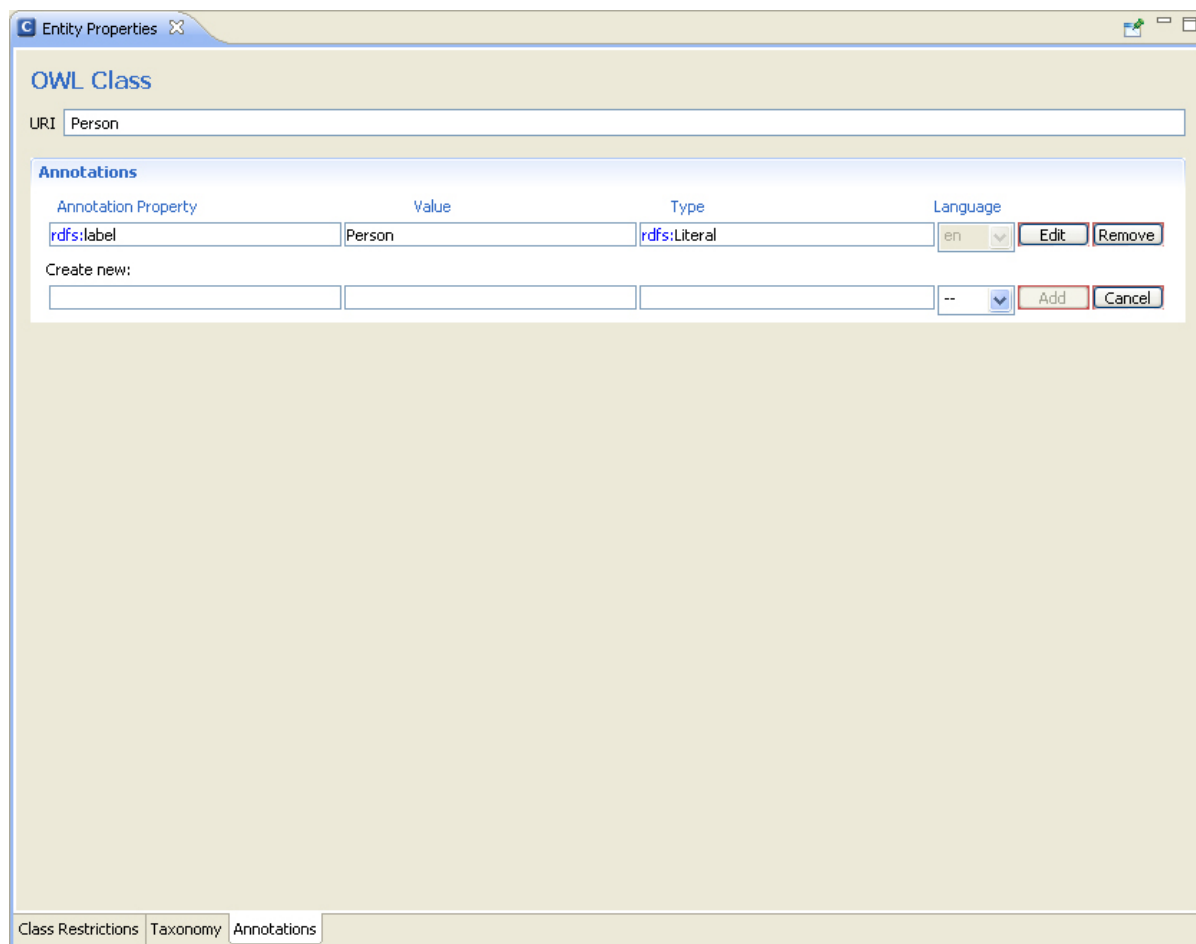 C Entity Properties
OWL Class
URI Person
Annotations
Annotation Property Value Type Language
rdfs:label Person rdfs:Literal en Edit Remove
Create new:
-- Add Cancel
Class Restrictions Taxonomy Annotations